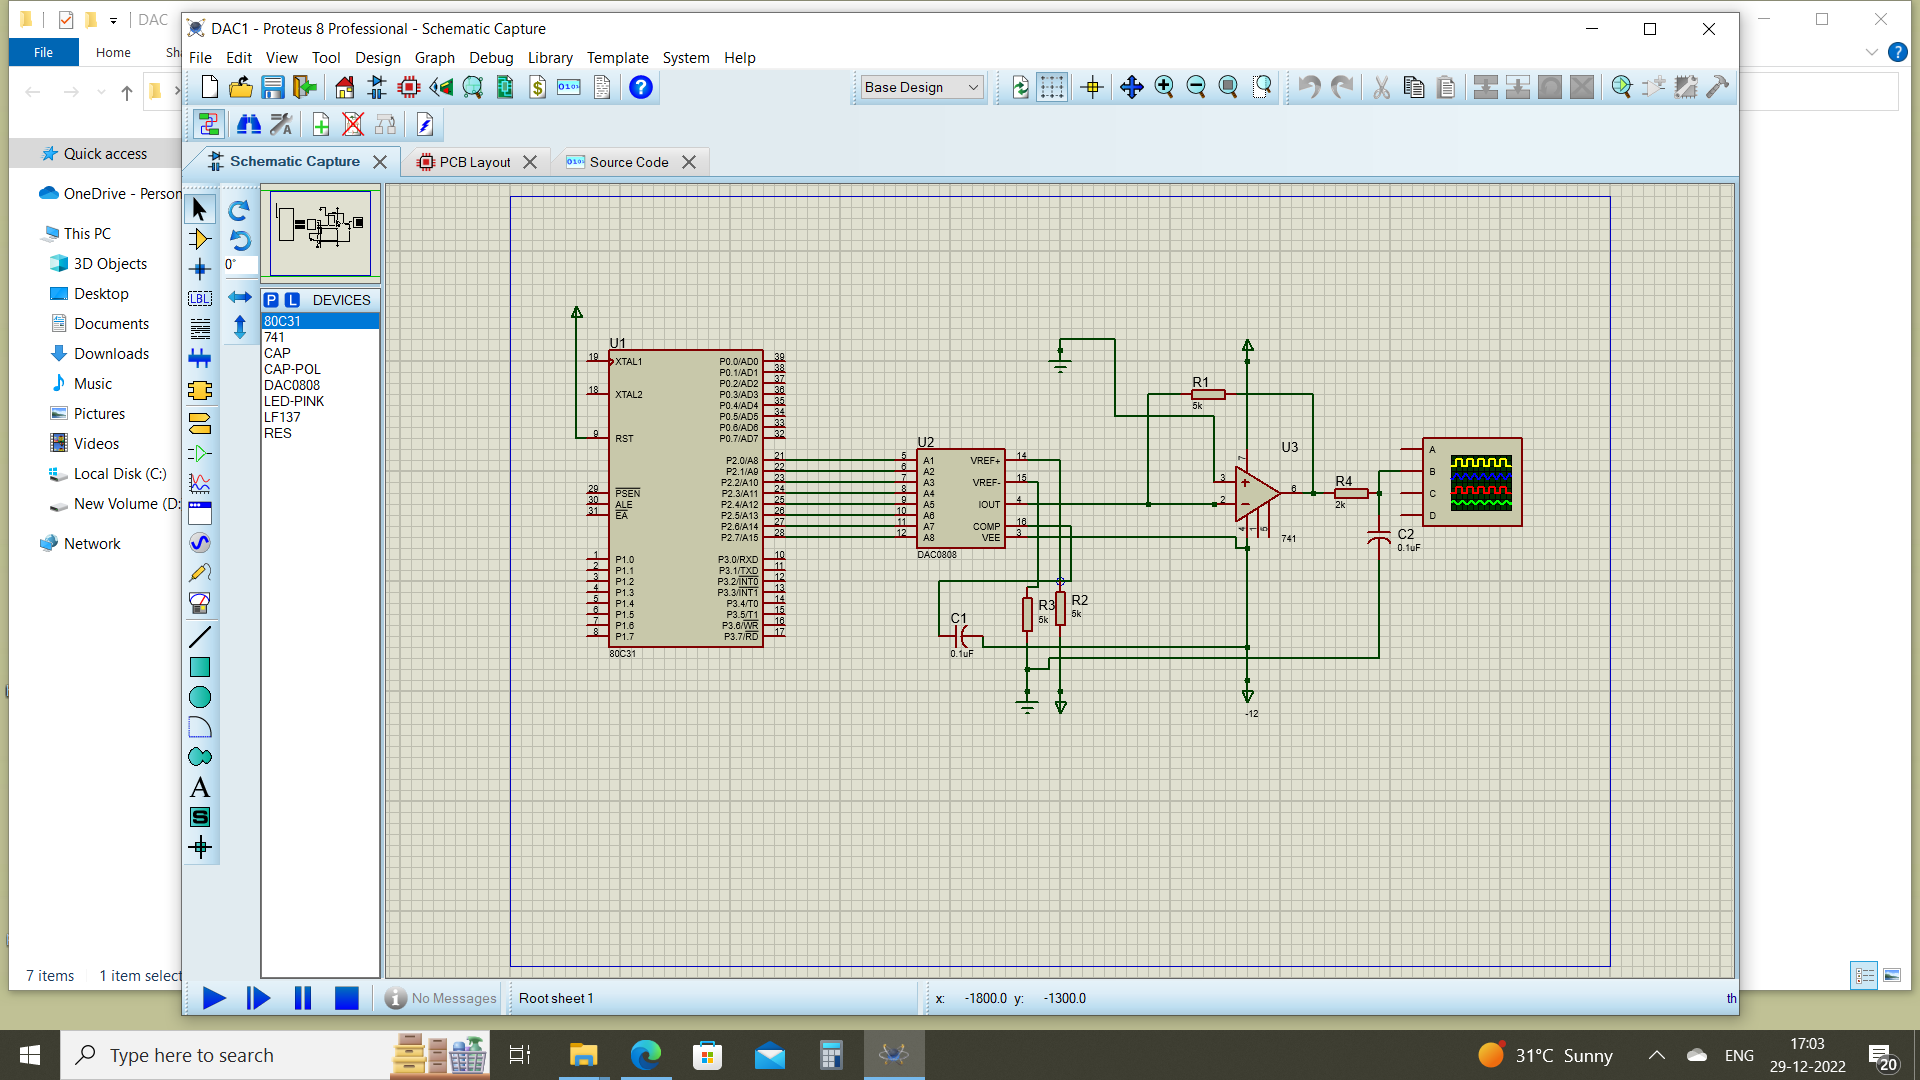 DAC
DAC1 - Proteus 8 Professional - Schematic Capture
File Home Sh
File Edit View Tool Design Graph Debug Library Template System Help
Base Design
Schematic Capture
PCB Layout
Source Code
Quick access
OneDrive - Person
This PC
3D Objects
Desktop
Documents
Downloads
Music
Pictures
Videos
Local Disk (C:)
New Volume (D:
Network
7 items 1 item select
0°
LBL
A
S
P L DEVICES
80C31
741
CAP
CAP-POL
DAC0808
LED-PINK
LF137
RES
U1
19 XTAL1
18 XTAL2
9 RST
29 PSEN
30 ALE
31 EA
1 P1.0
2 P1.1
3 P1.2
4 P1.3
5 P1.4
6 P1.5
7 P1.6
8 P1.7
P0.0/AD0 39
P0.1/AD1 38
P0.2/AD2 37
P0.3/AD3 36
P0.4/AD4 35
P0.5/AD5 34
P0.6/AD6 33
P0.7/AD7 32
P2.0/A8 21
P2.1/A9 22
P2.2/A10 23
P2.3/A11 24
P2.4/A12 25
P2.5/A13 26
P2.6/A14 27
P2.7/A15 28
P3.0/RXD 10
P3.1/TXD 11
P3.2/INT0 12
P3.3/INT1 13
P3.4/T0 14
P3.5/T1 15
P3.6/WR 16
P3.7/RD 17
80C31
U2
5 A1 VREF+ 14
6 A2
7 A3 VREF- 15
8 A4
9 A5 IOUT 4
10 A6
11 A7 COMP 16
12 A8 VEE 3
DAC0808
C1
0.1uF
R3
5k
R2
5k
R1
5k
U3
7
3
2
6
4 1 5
741
-12
R4
2k
C2
0.1uF
A
B
C
D
No Messages
Root sheet 1
x: -1800.0 y: -1300.0
th
Type here to search
31°C Sunny
ENG
17:03
29-12-2022
20